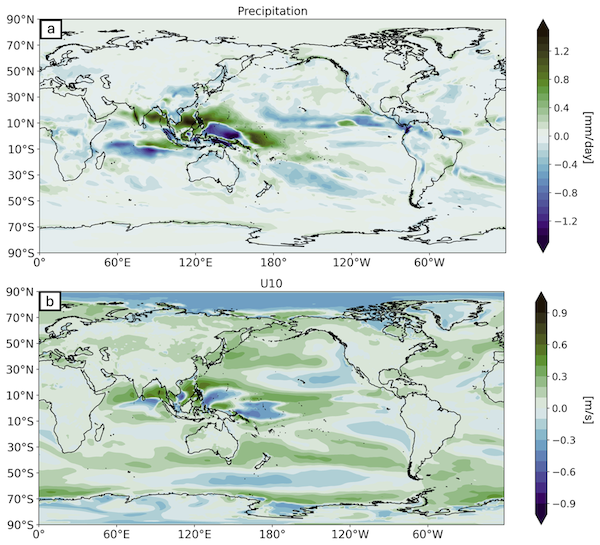 Precipitation
a
90°N
70°N
50°N
30°N
10°N
10°S
30°S
50°S
70°S
90°S
0° 60°E 120°E 180° 120°W 60°W
1.2
0.8
0.4
0.0
−0.4
−0.8
−1.2
[mm/day]
U10
b
90°N
70°N
50°N
30°N
10°N
10°S
30°S
50°S
70°S
90°S
0° 60°E 120°E 180° 120°W 60°W
0.9
0.6
0.3
0.0
−0.3
−0.6
−0.9
[m/s]